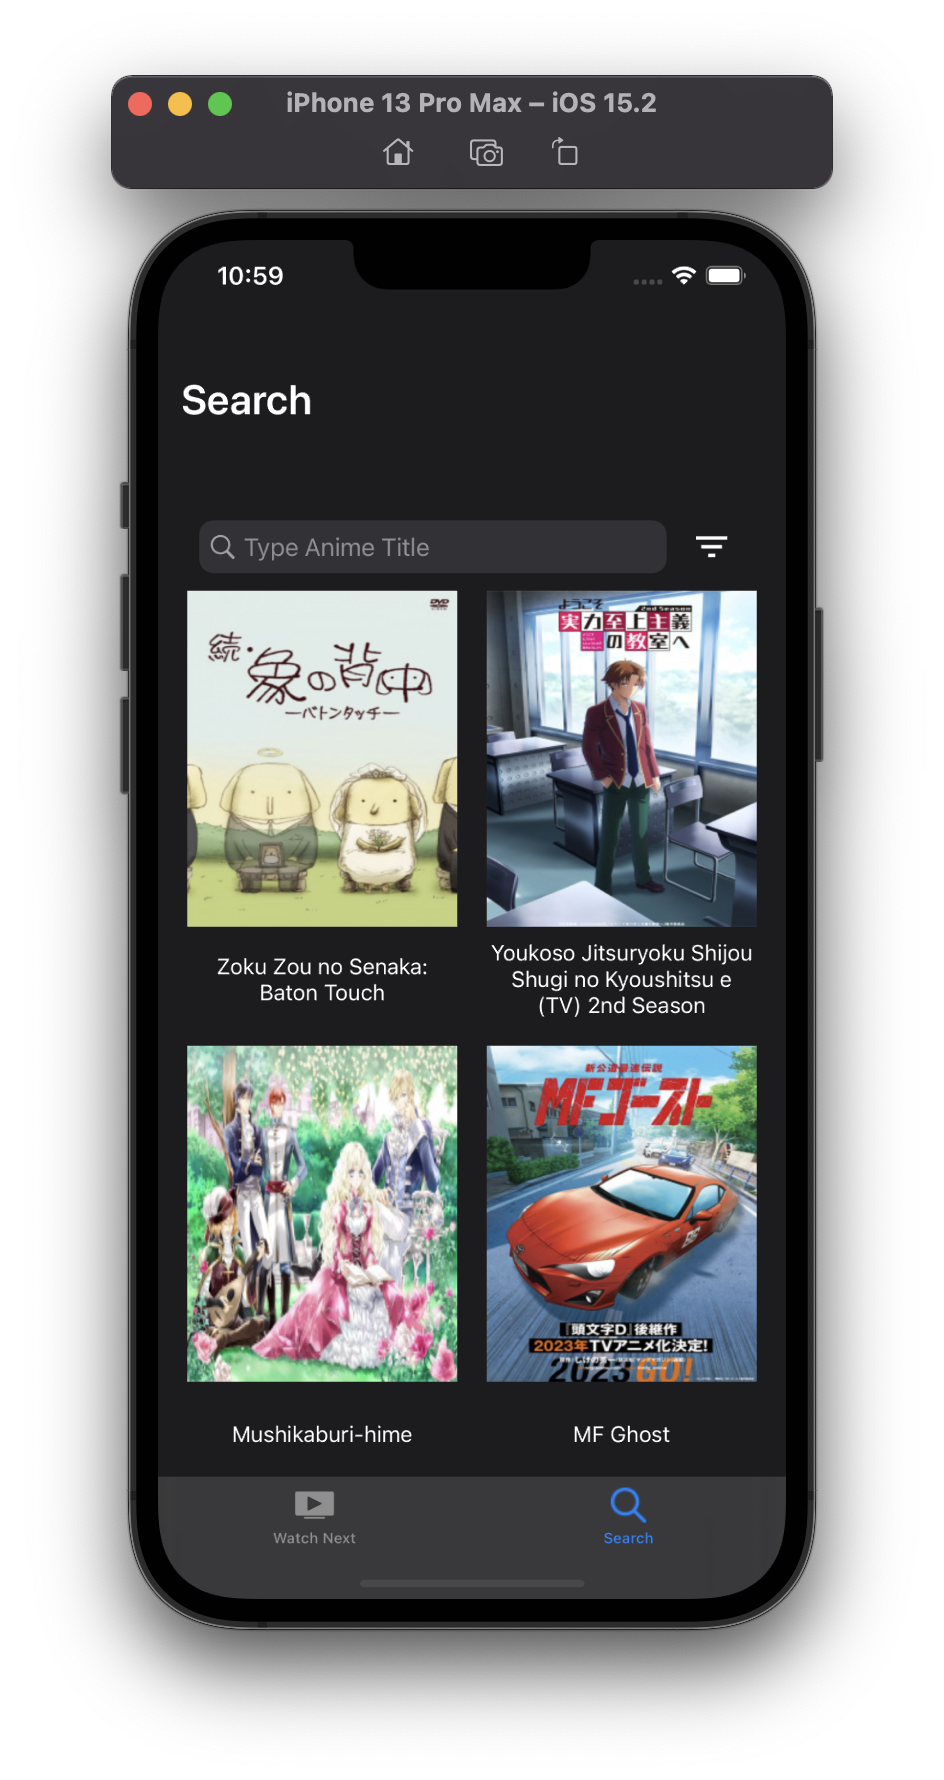 iPhone 13 Pro Max – iOS 15.2
10:59
Search
Type Anime Title
DVD
続・象の背中
―バトンタッチ―
ようこそ
2nd Season
実力至上主義
の教室へ
Zoku Zou no Senaka:
Baton Touch
Youkoso Jitsuryoku Shijou
Shugi no Kyoushitsu e
(TV) 2nd Season
新公道最速伝説
MFゴースト
『頭文字D』後継作
2023年TVアニメ化決定!
2023 GO!
Mushikaburi-hime
MF Ghost
Watch Next
Search